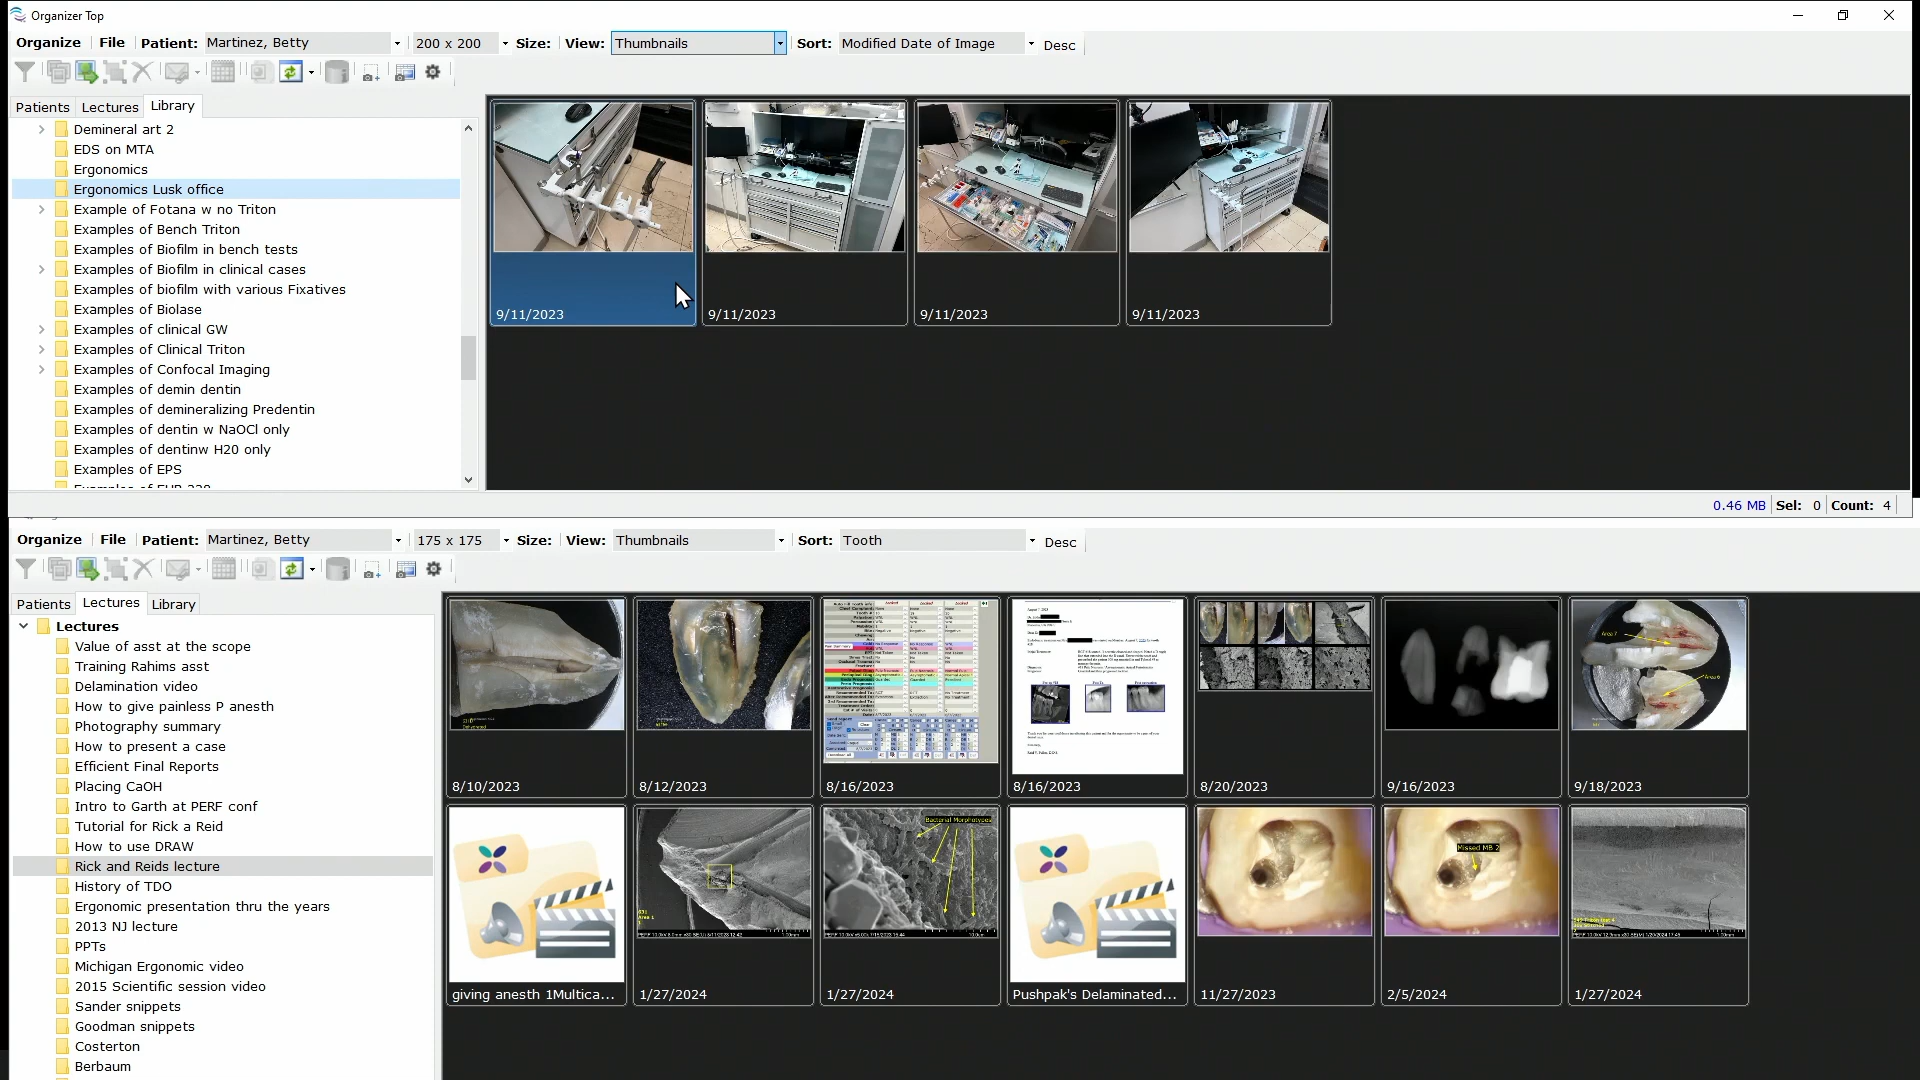 Organizer Top
Organize File Patient: Martinez, Betty 200 x 200 Size: View: Thumbnails Sort: Modified Date of Image Desc
Patients Lectures Library
Demineral art 2
EDS on MTA
Ergonomics
Ergonomics Lusk office
Example of Fotana w no Triton
Examples of Bench Triton
Examples of Biofilm in bench tests
Examples of Biofilm in clinical cases
Examples of biofilm with various Fixatives
Examples of Biolase
Examples of clinical GW
Examples of Clinical Triton
Examples of Confocal Imaging
Examples of demin dentin
Examples of demineralizing Predentin
Examples of dentin w NaOCl only
Examples of dentinw H20 only
Examples of EPS
9/11/2023 9/11/2023 9/11/2023 9/11/2023
0.46 MB Sel: 0 Count: 4
Organize File Patient: Martinez, Betty 175 x 175 Size: View: Thumbnails Sort: Tooth Desc
Patients Lectures Library
Lectures
Value of asst at the scope
Training Rahims asst
Delamination video
How to give painless P anesth
Photography summary
How to present a case
Efficient Final Reports
Placing CaOH
Intro to Garth at PERF conf
Tutorial for Rick a Reid
How to use DRAW
Rick and Reids lecture
History of TDO
Ergonomic presentation thru the years
2013 NJ lecture
PPTs
Michigan Ergonomic video
2015 Scientific session video
Sander snippets
Goodman snippets
Costerton
Berbaum
Area 7
Area 6
8/10/2023 8/12/2023 8/16/2023 8/16/2023 8/20/2023 9/16/2023 9/18/2023
Bacterial Morphotypes
Missed MB 2
giving anesth 1Multica... 1/27/2024 1/27/2024 Pushpak's Delaminated... 11/27/2023 2/5/2024 1/27/2024